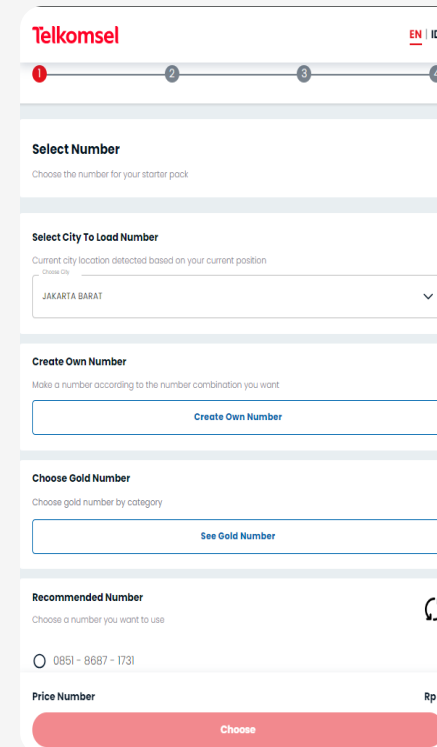 Telkomsel
EN | ID
1 2 3 4
Select Number
Choose the number for your starter pack
Select City To Load Number
Current city location detected based on your current position
Choose City
JAKARTA BARAT
Create Own Number
Make a number according to the number combination you want
Create Own Number
Choose Gold Number
Choose gold number by category
See Gold Number
Recommended Number
Choose a number you want to use
0851 - 8687 - 1731
Price Number Rp
Choose